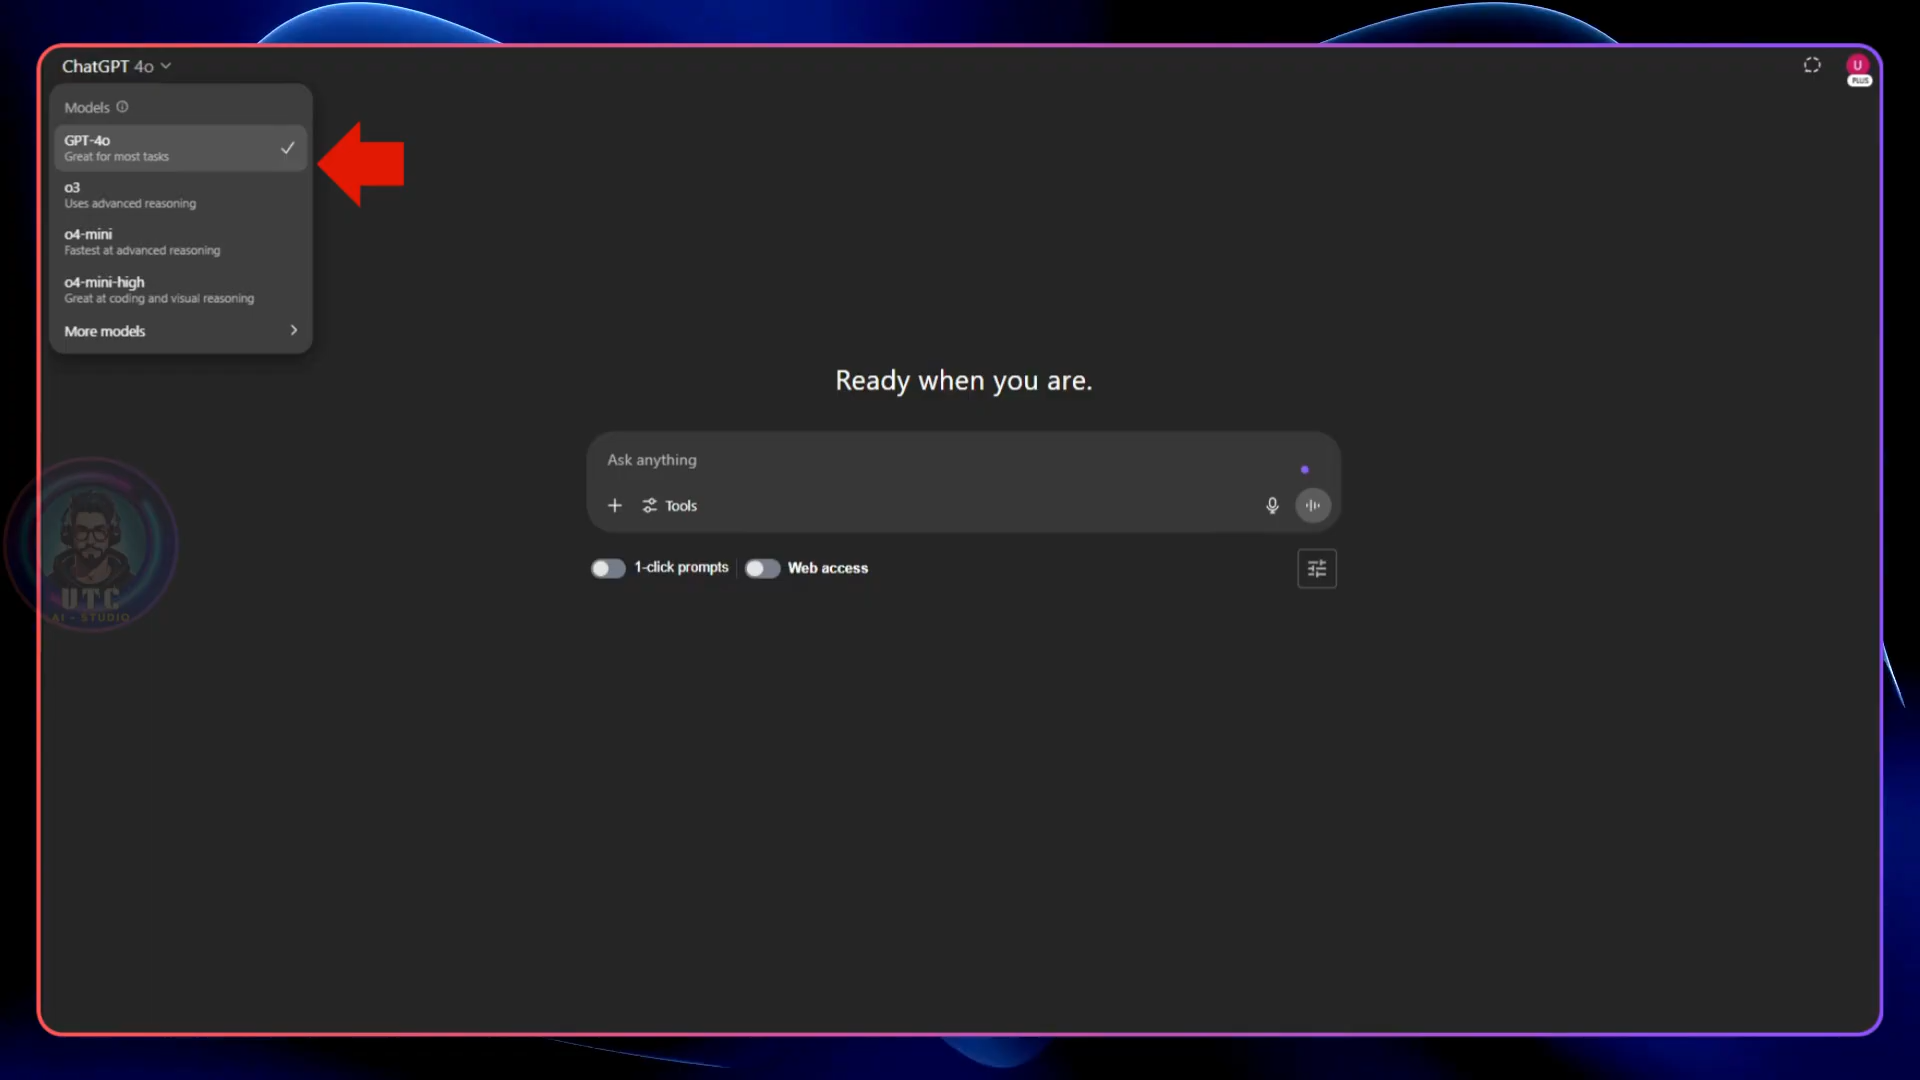 ChatGPT 4o
U
PLUS
Models
GPT-4o
Great for most tasks
o3
Uses advanced reasoning
o4-mini
Fastest at advanced reasoning
o4-mini-high
Great at coding and visual reasoning
More models
Ready when you are.
Ask anything
Tools
1-click prompts
Web access
UTC
AI - STUDIO